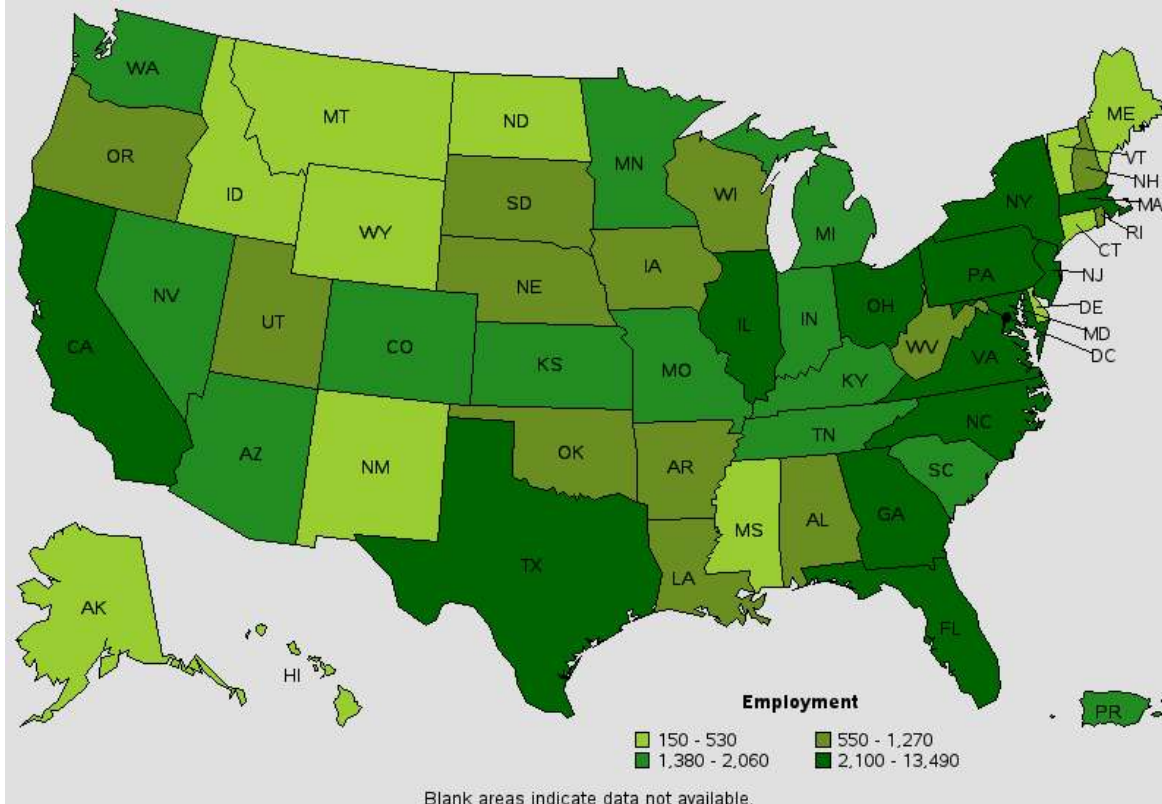 WA
ME
MT
ND
VT
MN
OR
NH
ID
WI
SD
NY
MA
WY
MI
RI
CT
IA
PA
NJ
NE
NV
OH
DE
IL
IN
UT
MD
WV
CA
CO
VA
DC
KS
MO
KY
NC
TN
OK
AZ
NM
AR
SC
MS
AL
GA
TX
LA
AK
FL
HI
PR
Employment
150 - 530
550 - 1,270
1,380 - 2,060
2,100 - 13,490
Blank areas indicate data not available.